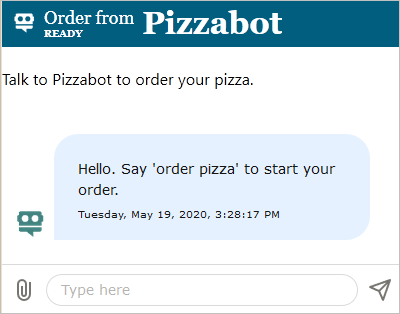 Order from Pizzabot
READY
Talk to Pizzabot to order your pizza.
Hello. Say 'order pizza' to start your
order.
Tuesday, May 19, 2020, 3:28:17 PM
Type here